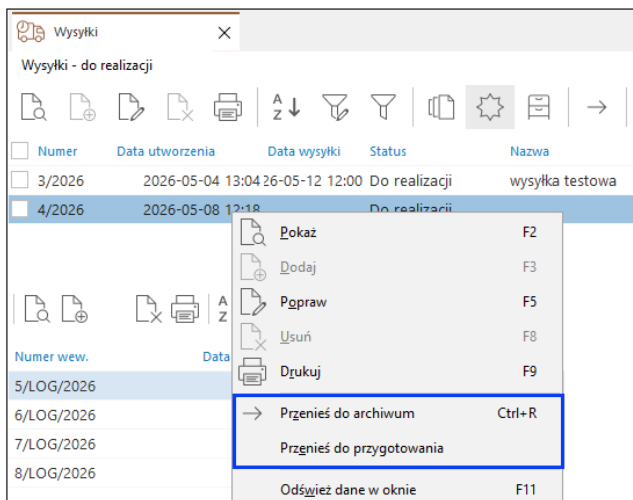 Wysyłki
Wysyłki - do realizacji
A
Z
Numer Data utworzenia Data wysyłki Status Nazwa
3/2026 2026-05-04 13:04 26-05-12 12:00 Do realizacji wysyłka testowa
4/2026 2026-05-08 12:18 Do realizacji
Pokaż F2
Dodaj F3
Popraw F5
Usuń F8
Drukuj F9
Przenieś do archiwum Ctrl+R
Przenieś do przygotowania
Odśwież dane w oknie F11
A
Z
Numer wew. Data
5/LOG/2026
6/LOG/2026
7/LOG/2026
8/LOG/2026